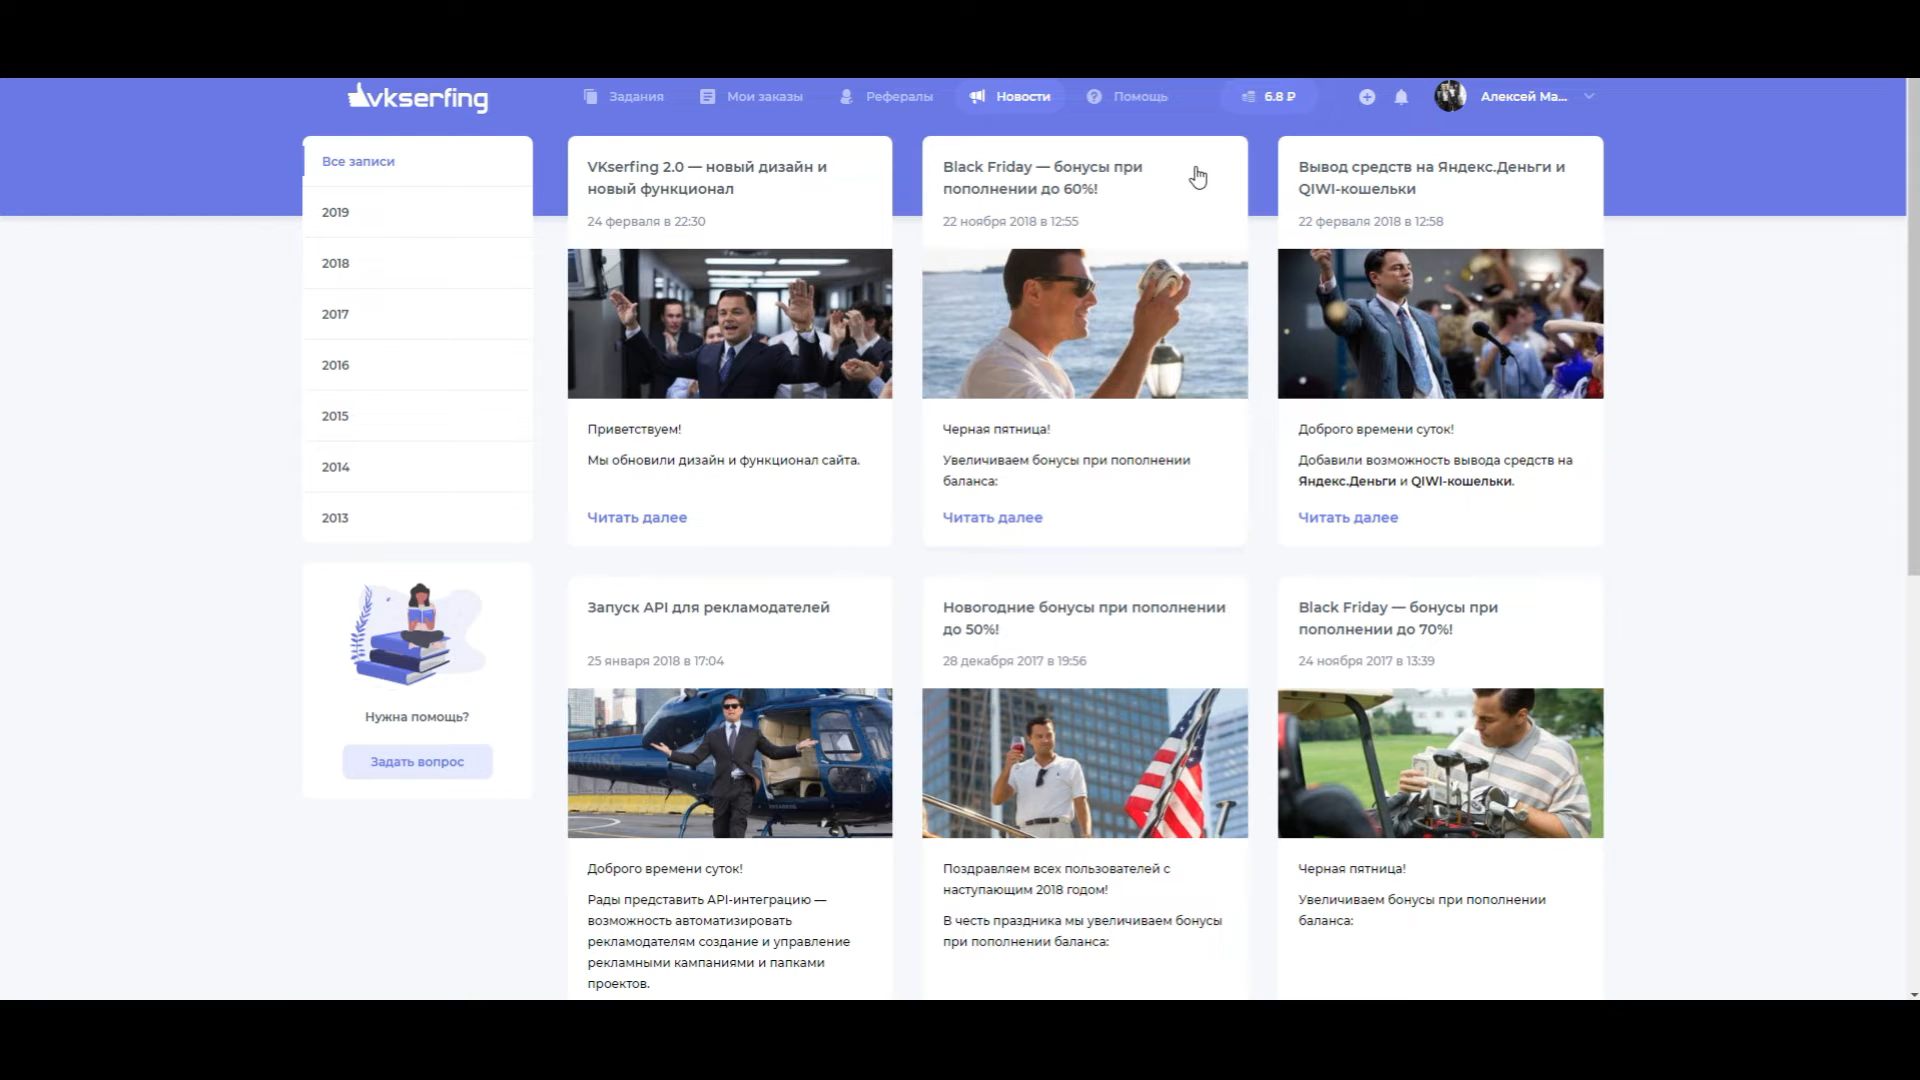 vkserfing
Задания
Мои заказы
Рефералы
Новости
Помощь
6.8 ₽
Алексей Ма...
Все записи
2019
2018
2017
2016
2015
2014
2013
Нужна помощь?
Задать вопрос
VKserfing 2.0 — новый дизайн и
новый функционал
24 февраля в 22:30
Приветствуем!
Мы обновили дизайн и функционал сайта.
Читать далее
Black Friday — бонусы при
пополнении до 60%!
22 ноября 2018 в 12:55
Черная пятница!
Увеличиваем бонусы при пополнении
баланса:
Читать далее
Вывод средств на Яндекс.Деньги и
QIWI-кошельки
22 февраля 2018 в 12:58
Доброго времени суток!
Добавили возможность вывода средств на
Яндекс.Деньги и QIWI-кошельки.
Читать далее
Запуск API для рекламодателей
25 января 2018 в 17:04
Доброго времени суток!
Рады представить API-интеграцию —
возможность автоматизировать
рекламодателям создание и управление
рекламными кампаниями и папками
проектов.
Новогодние бонусы при пополнении
до 50%!
28 декабря 2017 в 19:56
Поздравляем всех пользователей с
наступающим 2018 годом!
В честь праздника мы увеличиваем бонусы
при пополнении баланса:
Black Friday — бонусы при
пополнении до 70%!
24 ноября 2017 в 13:39
Черная пятница!
Увеличиваем бонусы при пополнении
баланса: